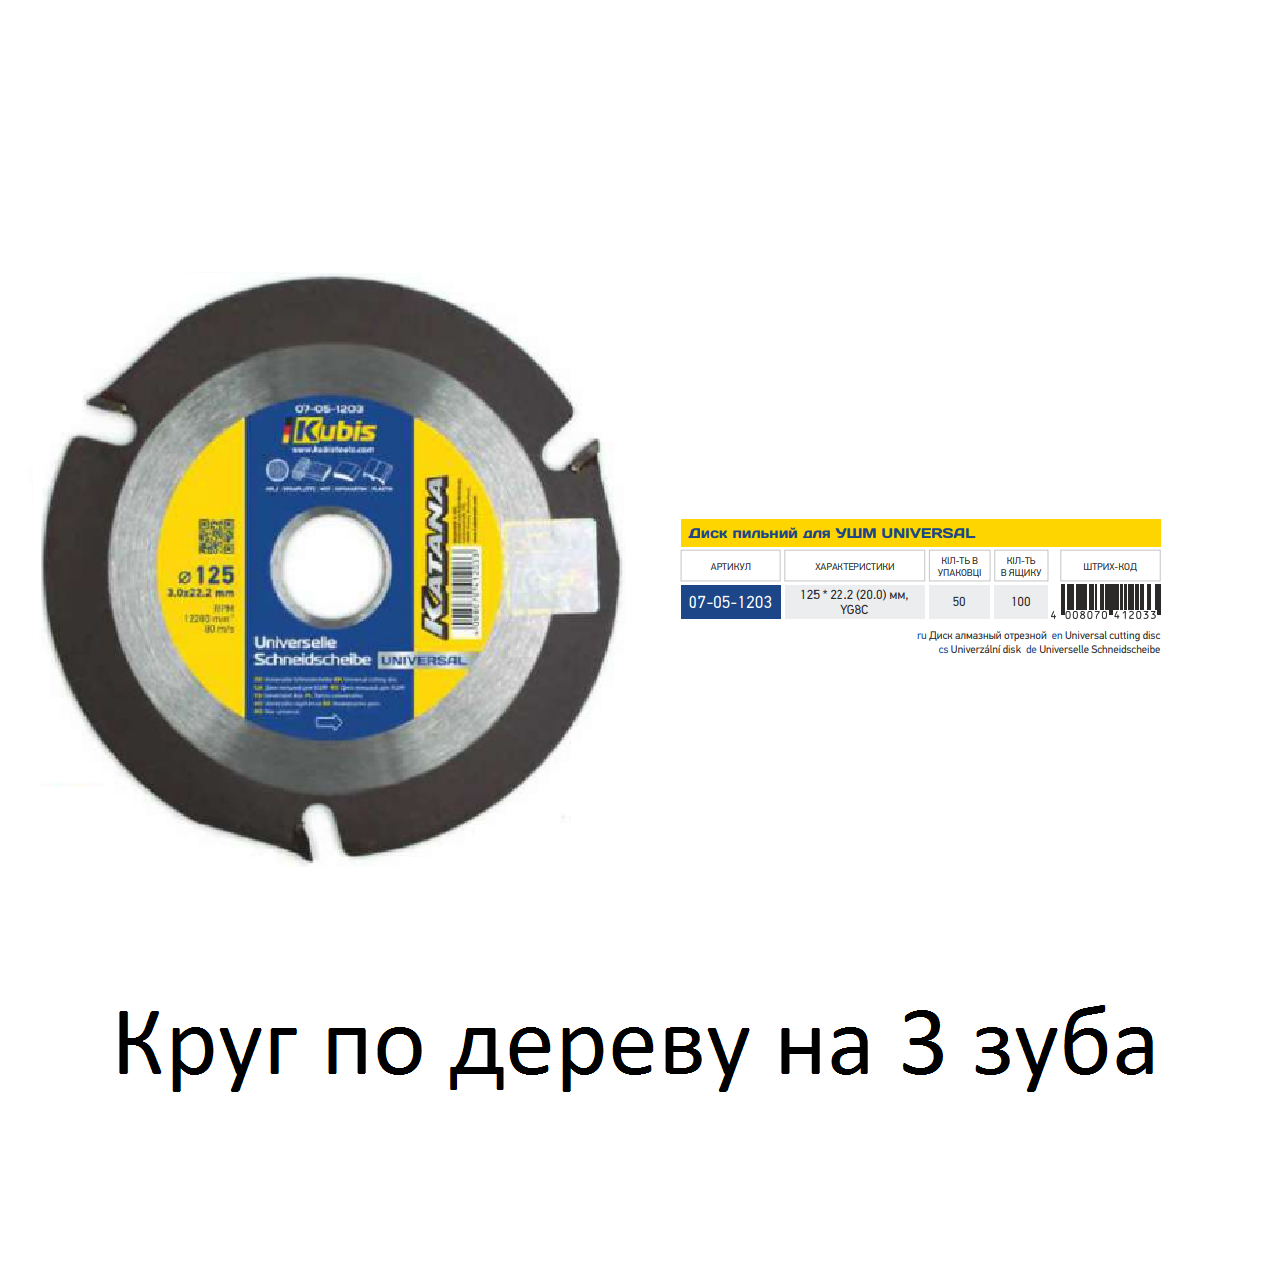 07-05-1203
Kubis
www.kubistools.com
Ø 125
3.0x22.2 mm
RPM
80 m/s
KATANA
Universelle
Schneidscheibe UNIVERSAL
Диск пильний для УШМ UNIVERSAL
АРТИКУЛ ХАРАКТЕРИСТИКИ КІЛ-ТЬ В УПАКОВЦІ КІЛ-ТЬ В ЯЩИКУ ШТРИХ-КОД
07-05-1203 125 * 22.2 (20.0) мм, YG8C 50 100
4 008070 412033
ru Диск алмазный отрезной en Universal cutting disc
cs Univerzální disk de Universelle Schneidscheibe
Круг по дереву на 3 зуба